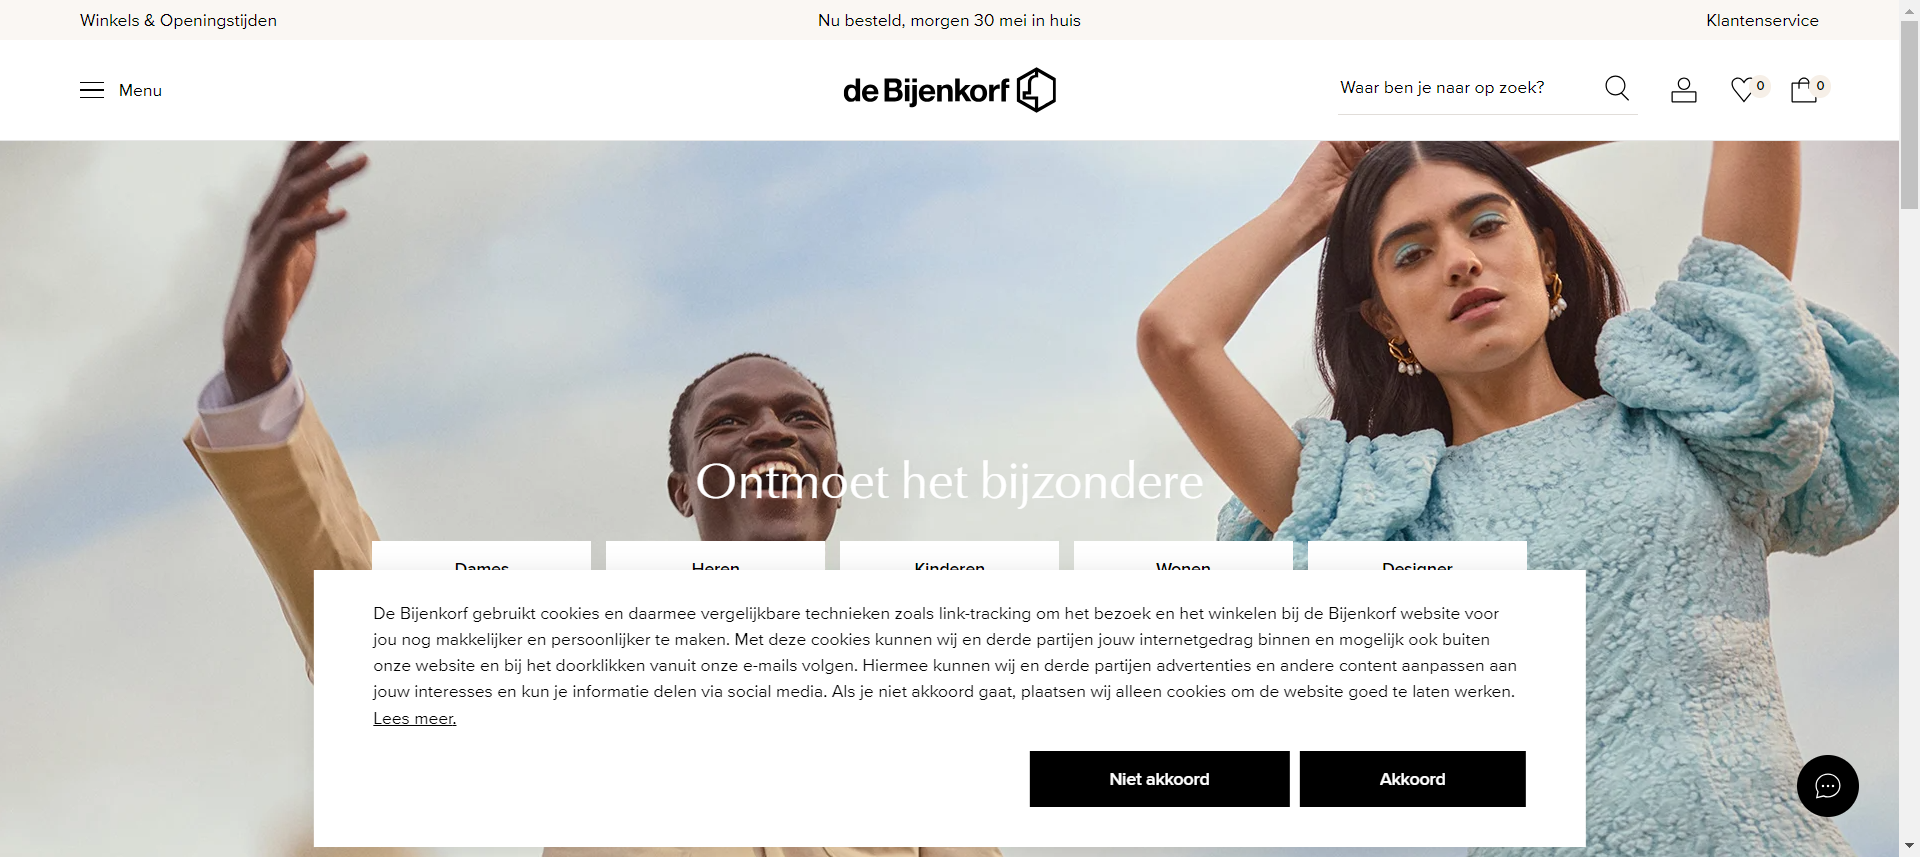 Winkels & Openingstijden
Nu besteld, morgen 30 mei in huis
Klantenservice
Menu
de Bijenkorf
Waar ben je naar op zoek?
0
0
Ontmoet het bijzondere
Dames
Heren
Kinderen
Wonen
Designer
De Bijenkorf gebruikt cookies en daarmee vergelijkbare technieken zoals link-tracking om het bezoek en het winkelen bij de Bijenkorf website voor
jou nog makkelijker en persoonlijker te maken. Met deze cookies kunnen wij en derde partijen jouw internetgedrag binnen en mogelijk ook buiten
onze website en bij het doorklikken vanuit onze e-mails volgen. Hiermee kunnen wij en derde partijen advertenties en andere content aanpassen aan
jouw interesses en kun je informatie delen via social media. Als je niet akkoord gaat, plaatsen wij alleen cookies om de website goed te laten werken.
Lees meer.
Niet akkoord
Akkoord